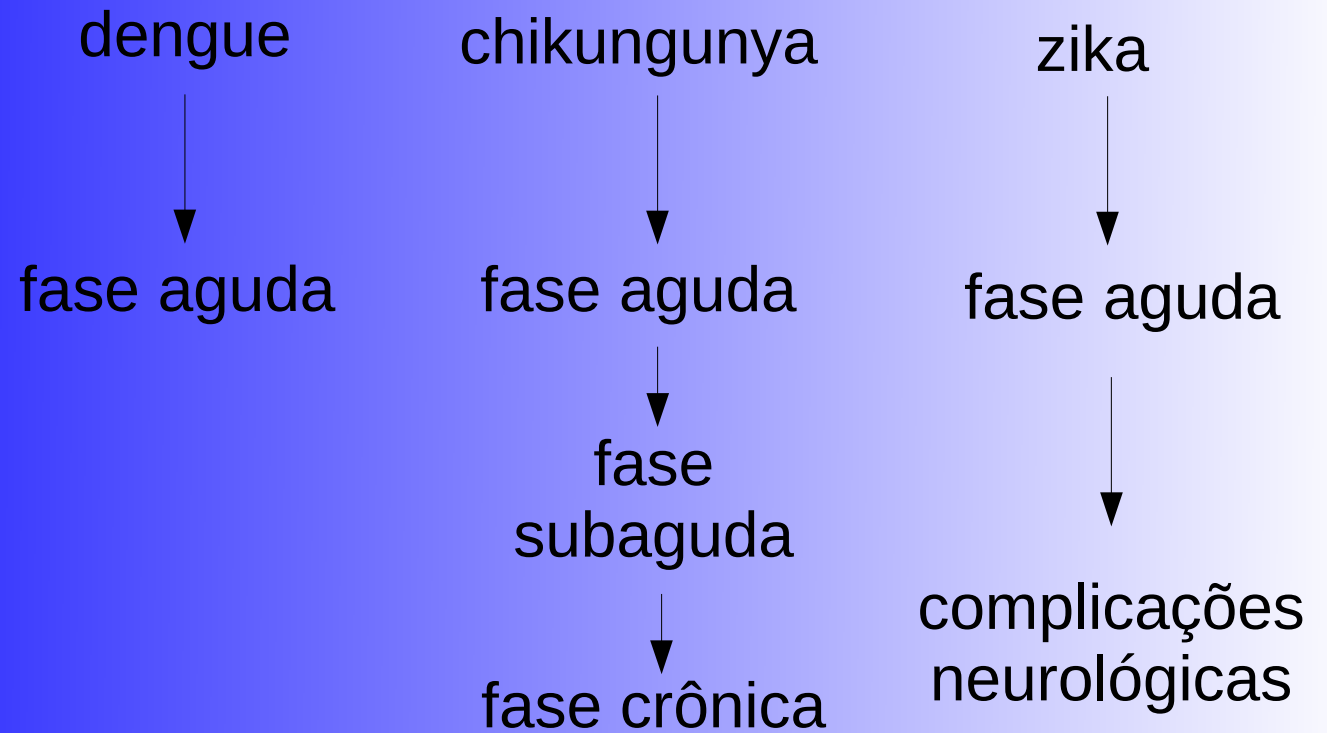 dengue
chikungunya
zika
fase aguda
fase aguda
fase aguda
fase
subaguda
fase crônica
complicações
neurológicas